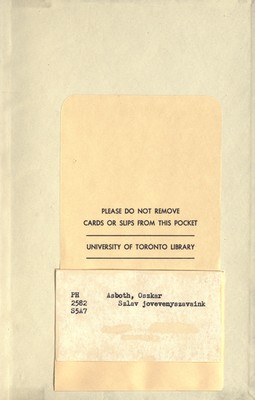 PLEASE DO NOT REMOVE
CARDS OR SLIPS FROM THIS POCKET
UNIVERSITY OF TORONTO LIBRARY
PH Asboth, Oszkar
2582 Szlav jovevenyszavaink
S5A7